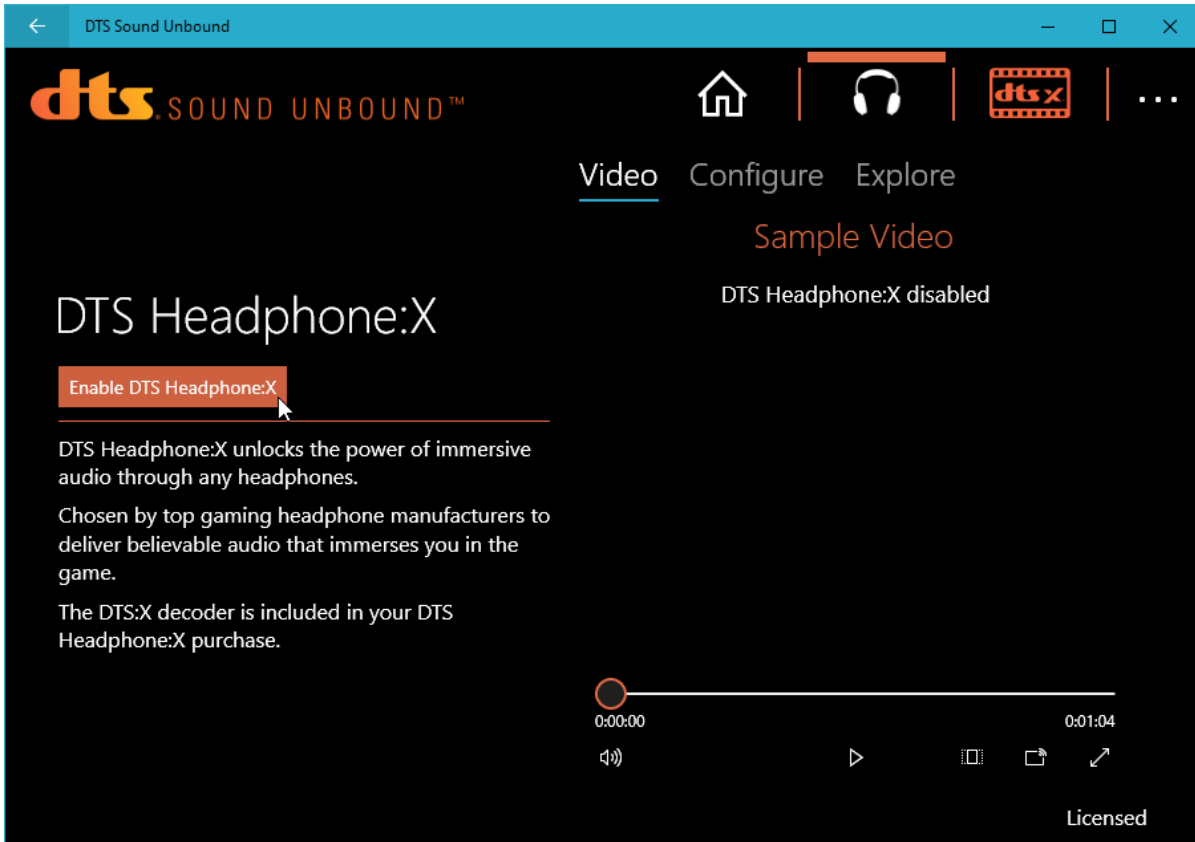 DTS Sound Unbound
dts SOUND UNBOUND™
dts x
Video Configure Explore
Sample Video
DTS Headphone:X disabled
DTS Headphone:X
Enable DTS Headphone:X
DTS Headphone:X unlocks the power of immersive
audio through any headphones.
Chosen by top gaming headphone manufacturers to
deliver believable audio that immerses you in the
game.
The DTS:X decoder is included in your DTS
Headphone:X purchase.
0:00:00 0:01:04
Licensed